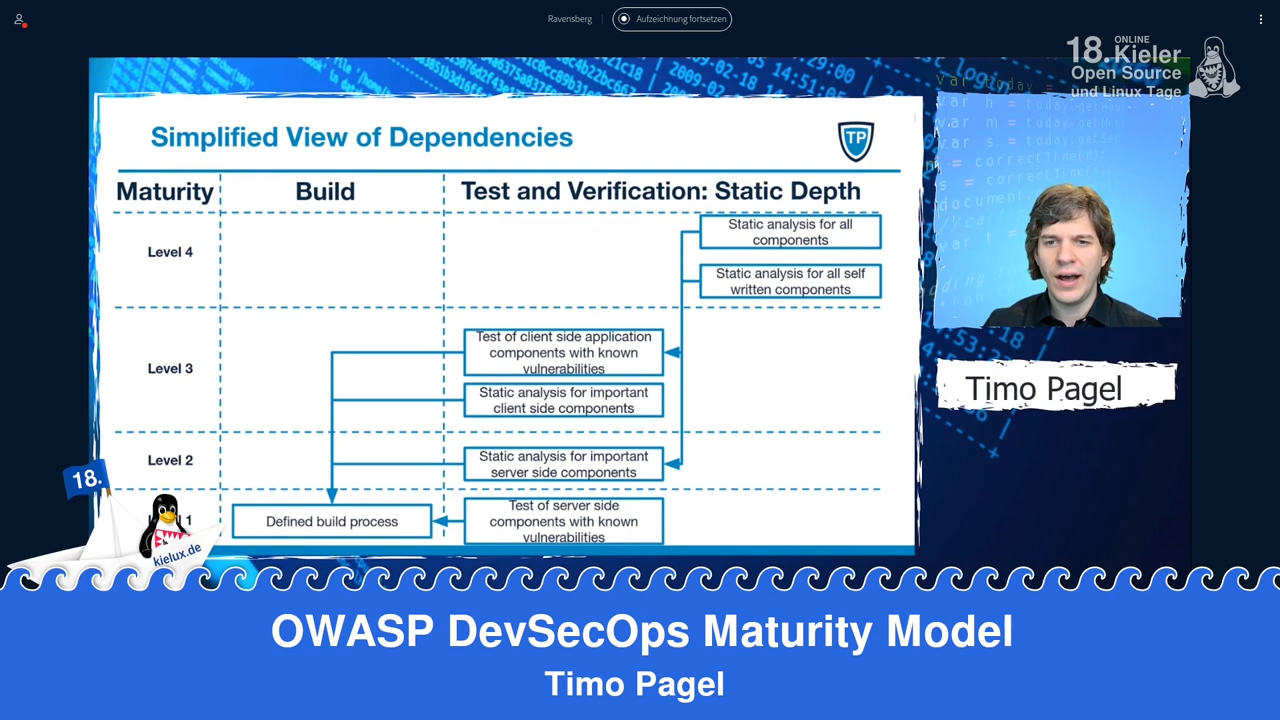 Ravensberg
Aufzeichnung fortsetzen
18. ONLINE
Kieler
Open Source
und Linux Tage
Simplified View of Dependencies
TP
Maturity
Build
Test and Verification: Static Depth
Level 4
Static analysis for all
components
Static analysis for all self
written components
Level 3
Test of client side application
components with known
vulnerabilities
Static analysis for important
client side components
Level 2
Static analysis for important
server side components
1
Defined build process
Test of server side
components with known
vulnerabilities
Timo Pagel
18.
kielux.de
OWASP DevSecOps Maturity Model
Timo Pagel